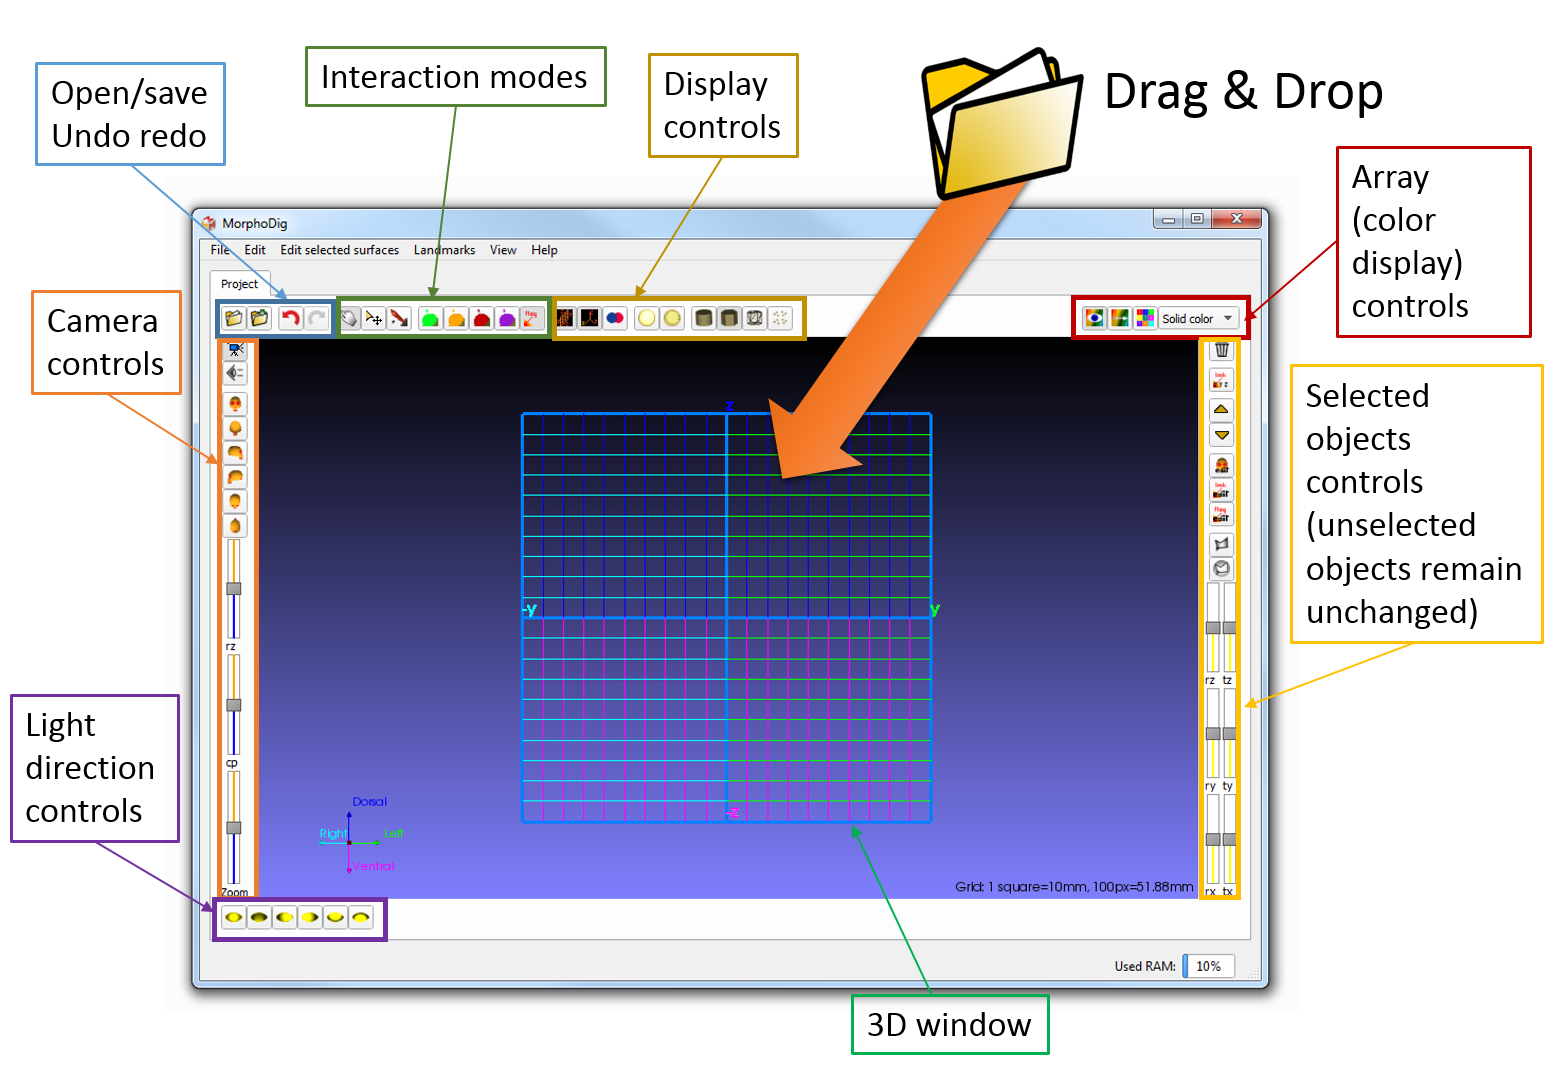 Open/save
Undo redo
Interaction modes
Display
controls
Drag & Drop
Array
(color
display)
controls
MorphoDig
File Edit Edit selected surfaces Landmarks View Help
Project
Solid color
Camera
controls
Selected
objects
controls
(unselected
objects remain
unchanged)
z
-y
y
-z
rz
cp
Zoom
rz tz
ry ty
rx tx
Light
direction
controls
Dorsal
Right Left
Ventral
Grid: 1 square=10mm, 100px=51.88mm
Used RAM: 10%
3D window